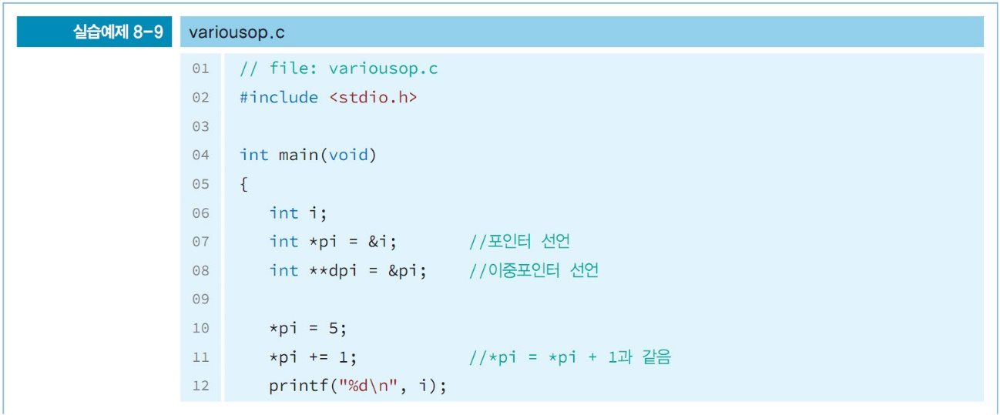 실습예제 8-9 variousop.c
01 // file: variousop.c
02 #include <stdio.h>
03
04 int main(void)
05 {
06 int i;
07 int *pi = &i; //포인터 선언
08 int **dpi = &pi; //이중포인터 선언
09
10 *pi = 5;
11 *pi += 1; //*pi = *pi + 1과 같음
12 printf("%d\n", i);